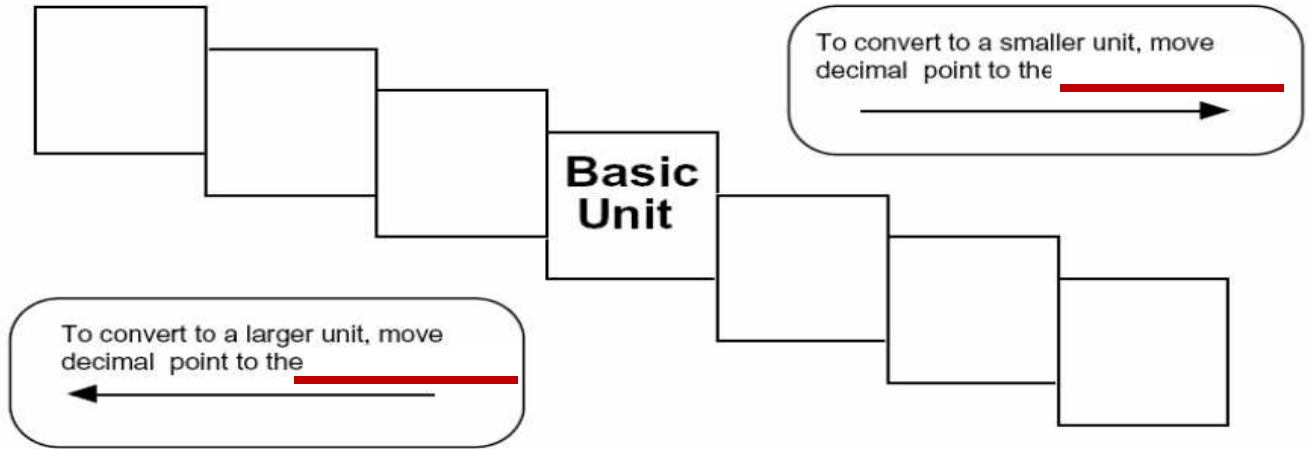 To convert to a smaller unit, move
decimal point to the
Basic
Unit
To convert to a larger unit, move
decimal point to the